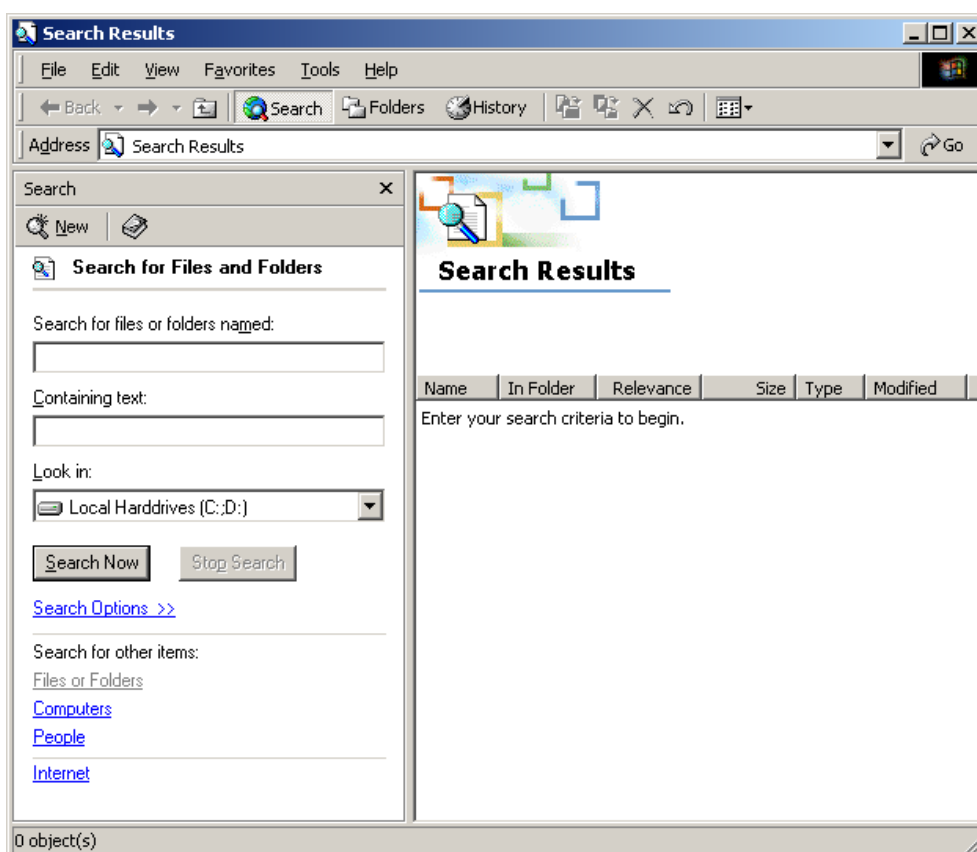 Search Results
File Edit View Favorites Tools Help
Back Search Folders History
Address Search Results Go
Search
New
Search for Files and Folders
Search for files or folders named:
Containing text:
Look in:
Local Harddrives (C:;D:)
Search Now Stop Search
Search Options >>
Search for other items:
Files or Folders
Computers
People
Internet
Search Results
Name In Folder Relevance Size Type Modified
Enter your search criteria to begin.
0 object(s)